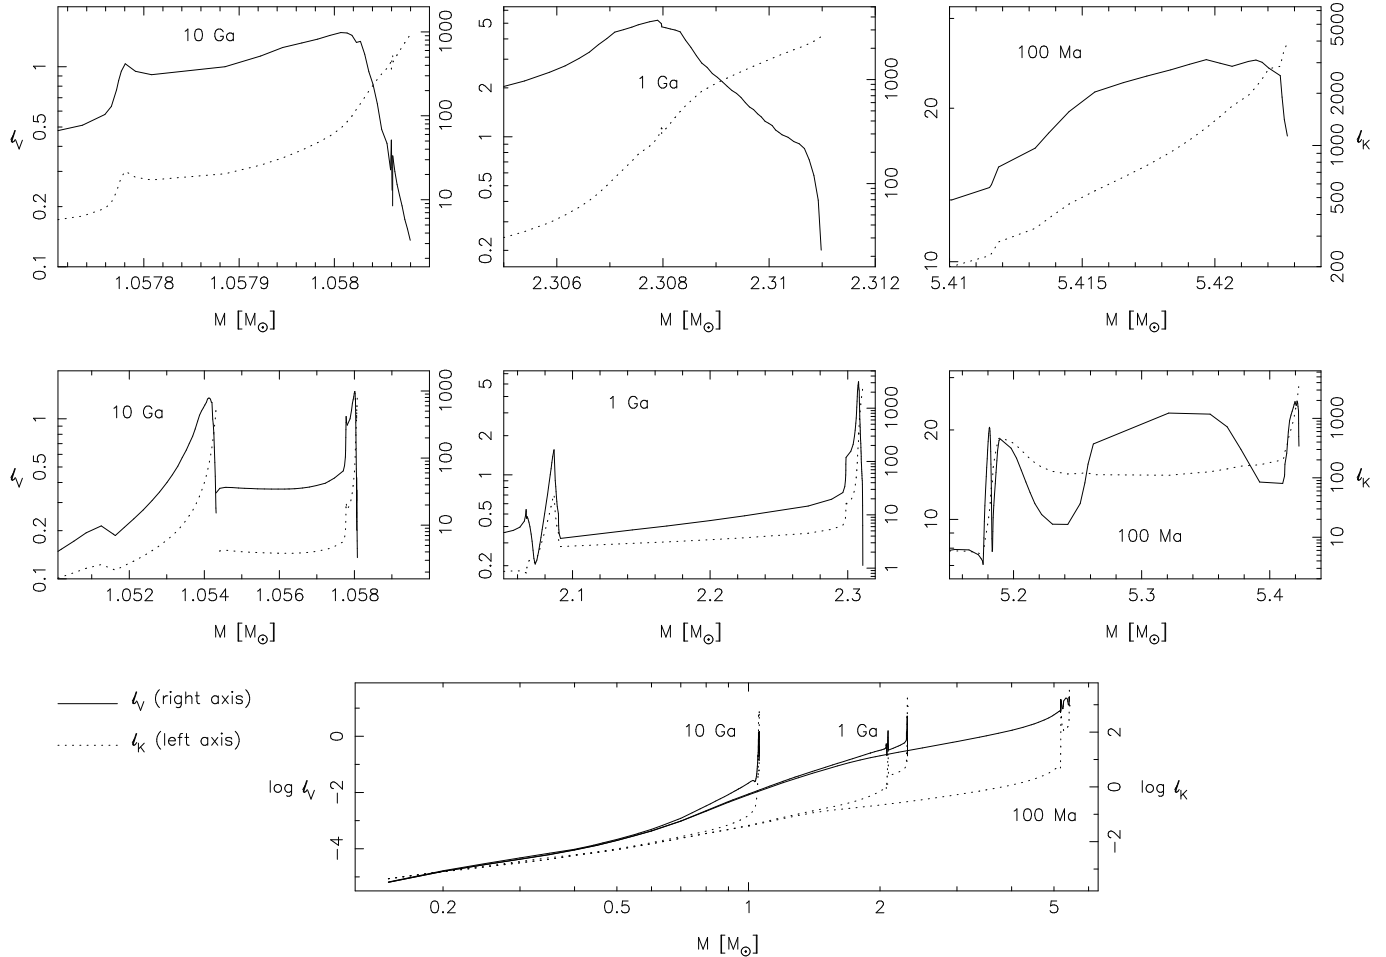 10 Ga
1 Ga
100 Ma
ℓV
0.1 0.2 0.5 1
10 100 1000
0.2 0.5 1 2 5
100 1000
10 20
200 500 1000 2000 5000
ℓK
1.0578 1.0579 1.058
2.306 2.308 2.31 2.312
5.41 5.415 5.42
M [M⊙]
M [M⊙]
M [M⊙]
10 Ga
1 Ga
100 Ma
ℓV
0.1 0.2 0.5 1
10 100 1000
0.2 0.5 1 2 5
1 10 100 1000
10 20
10 100 1000
ℓK
1.052 1.054 1.056 1.058
2.1 2.2 2.3
5.2 5.3 5.4
M [M⊙]
M [M⊙]
M [M⊙]
ℓV (right axis)
ℓK (left axis)
10 Ga
1 Ga
100 Ma
log ℓV
−4 −2 0
−2 0 2
log ℓK
0.2 0.5 1 2 5
M [M⊙]